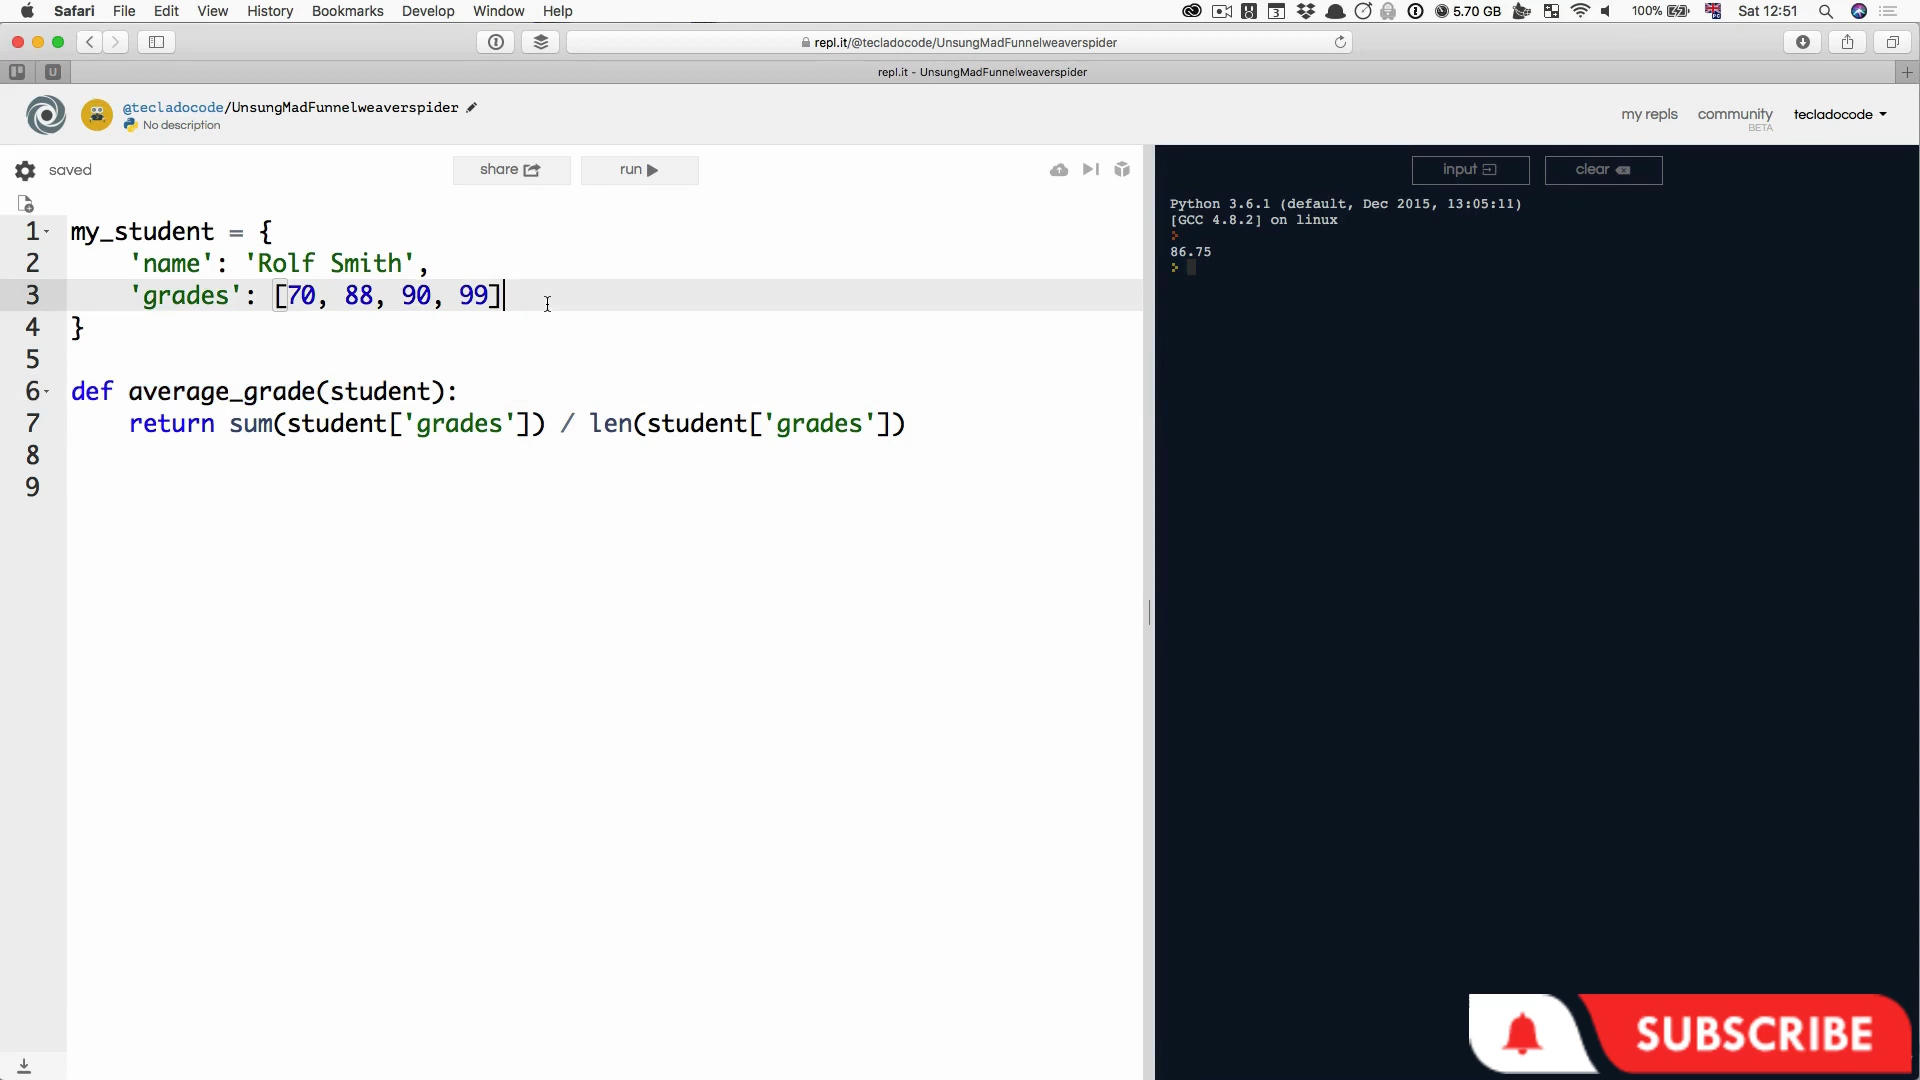 Safari File Edit View History Bookmarks Develop Window Help 3 5.70 GB 100% Sat 12:51
repl.it/@tecladocode/UnsungMadFunnelweaverspider
U repl.it - UnsungMadFunnelweaverspider
@tecladocode/UnsungMadFunnelweaverspider
No description
my repls community tecladocode
BETA
saved share run input clear
1 my_student = {
2 'name': 'Rolf Smith',
3 'grades': [70, 88, 90, 99]
4 }
5
6 def average_grade(student):
7 return sum(student['grades']) / len(student['grades'])
8
9
Python 3.6.1 (default, Dec 2015, 13:05:11)
[GCC 4.8.2] on linux
86.75
SUBSCRIBE